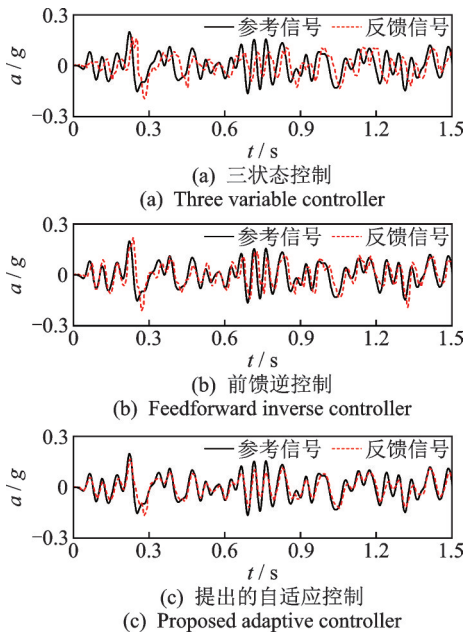 0.3
参考信号 反馈信号
a / g
0
−0.3
0 0.3 0.6 0.9 1.2 1.5
t / s
(a) 三状态控制
(a) Three variable controller
0.3
参考信号 反馈信号
a / g
0
−0.3
0 0.3 0.6 0.9 1.2 1.5
t / s
(b) 前馈逆控制
(b) Feedforward inverse controller
0.3
参考信号 反馈信号
a / g
0
−0.3
0 0.3 0.6 0.9 1.2 1.5
t / s
(c) 提出的自适应控制
(c) Proposed adaptive controller